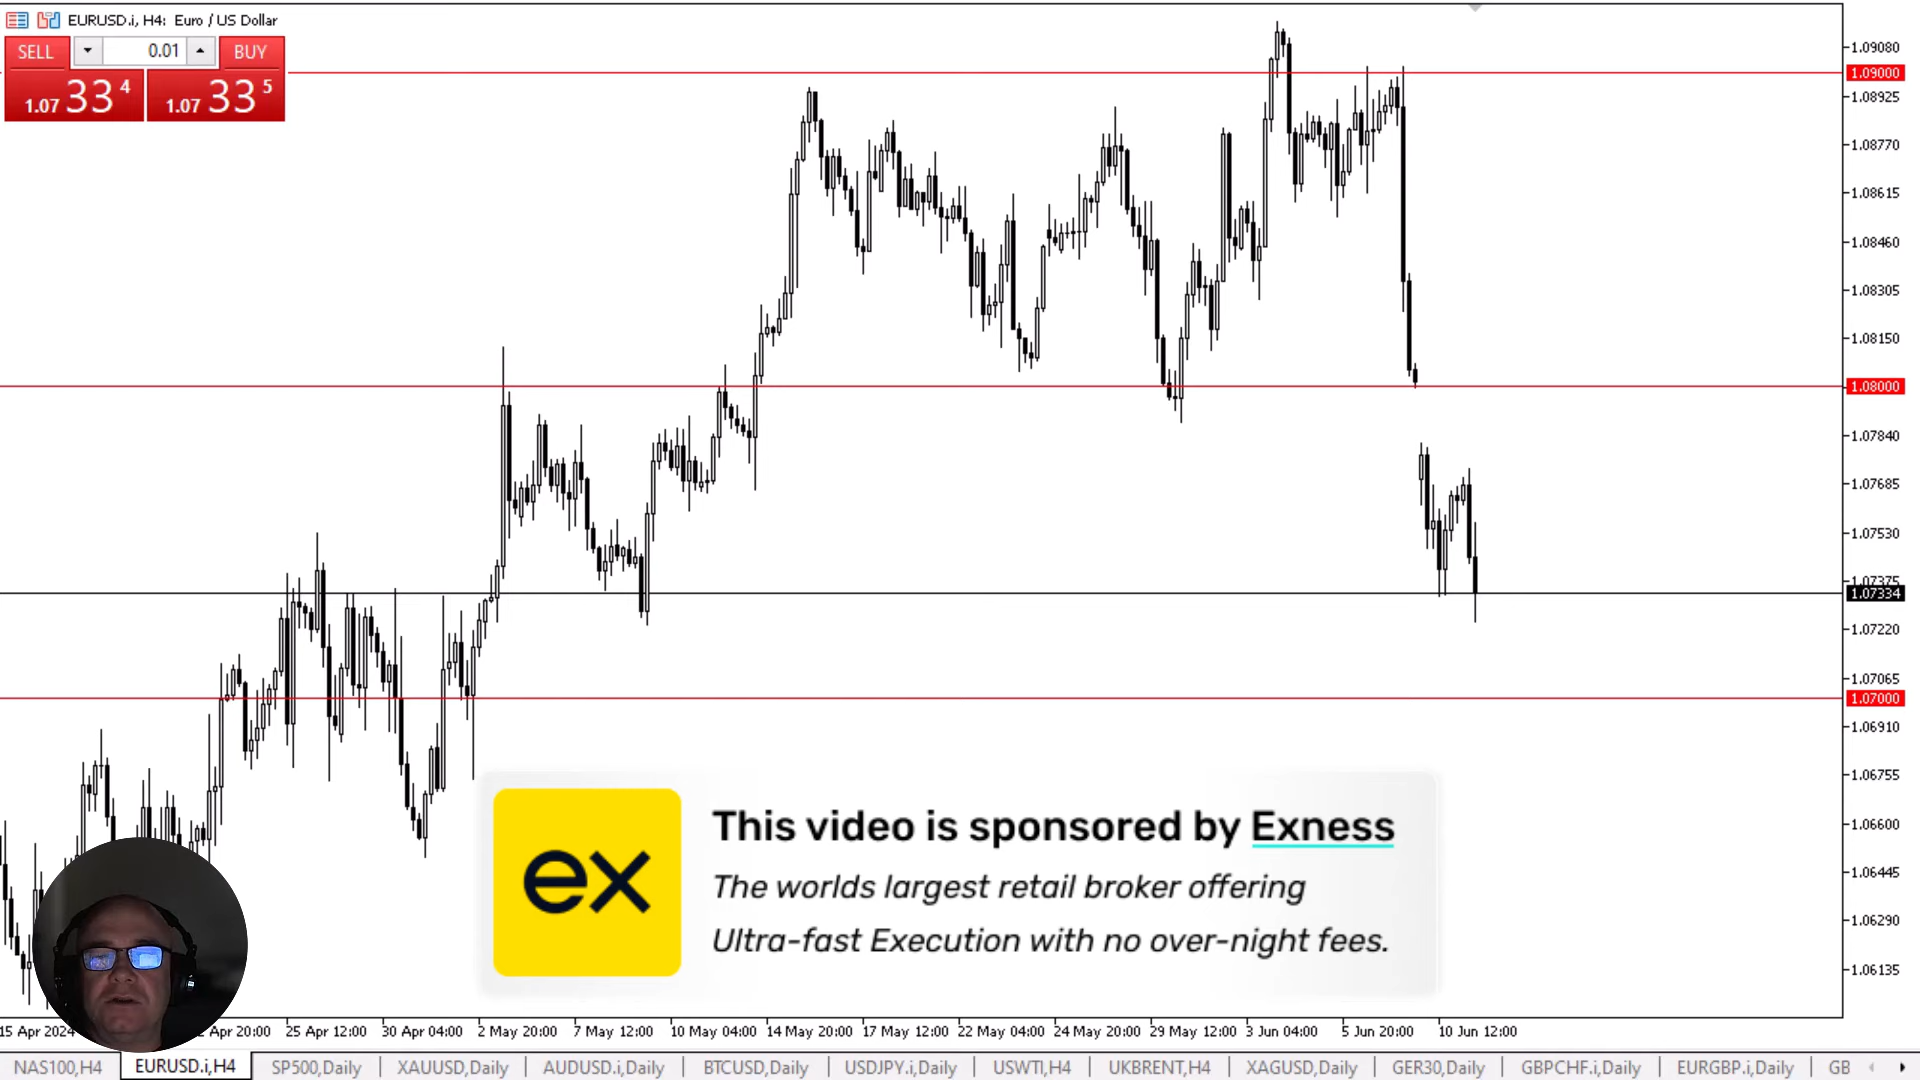 EURUSD.i, H4: Euro / US Dollar
SELL 0.01 BUY
1.07 33 4 1.07 33 5
1.09080
1.09000
1.08925
1.08770
1.08615
1.08460
1.08305
1.08150
1.08000
1.07840
1.07685
1.07530
1.07375
1.07334
1.07220
1.07065
1.07000
1.06910
1.06755
1.06600
1.06445
1.06290
1.06135
ex
This video is sponsored by Exness
The worlds largest retail broker offering
Ultra-fast Execution with no over-night fees.
15 Apr 2024 Apr 20:00 25 Apr 12:00 30 Apr 04:00 2 May 20:00 7 May 12:00 10 May 04:00 14 May 20:00 17 May 12:00 22 May 04:00 24 May 20:00 29 May 12:00 3 Jun 04:00 5 Jun 20:00 10 Jun 12:00
NAS100,H4 EURUSD.i,H4 SP500,Daily XAUUSD,Daily AUDUSD.i,Daily BTCUSD,Daily USDJPY.i,Daily USWTI,H4 UKBRENT,H4 XAGUSD,Daily GER30,Daily GBPCHF.i,Daily EURGBP.i,Daily GB